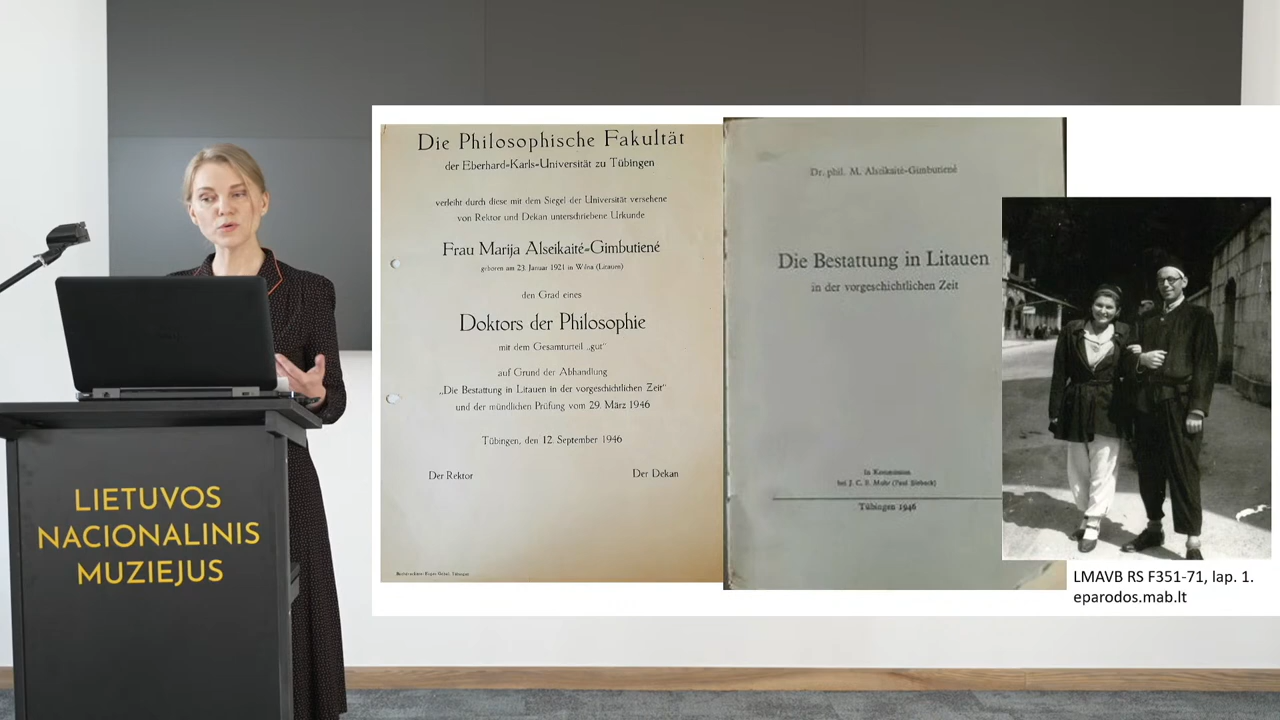 LIETUVOS
NACIONALINIS
MUZIEJUS
Die Philosophische Fakultät
der Eberhard-Karls-Universität zu Tübingen
verleiht durch diese mit dem Siegel der Universität versehene
von Rektor und Dekan unterschriebene Urkunde
Frau Marija Alseikaitė-Gimbutienė
geboren am 23. Januar 1921 in Wilna (Litauen)
den Grad eines
Doktors der Philosophie
mit dem Gesamturteil „gut"
auf Grund der Abhandlung
„Die Bestattung in Litauen in der vorgeschichtlichen Zeit"
und der mündlichen Prüfung vom 29. März 1946
Tübingen, den 12. September 1946
Der Rektor
Der Dekan
Dr. phil. M. Alseikaitė-Gimbutienė
Die Bestattung in Litauen
in der vorgeschichtlichen Zeit
In Kommission
bei J. C. B. Mohr (Paul Siebeck)
Tübingen 1946
LMAVB RS F351-71, lap. 1.
eparodos.mab.lt